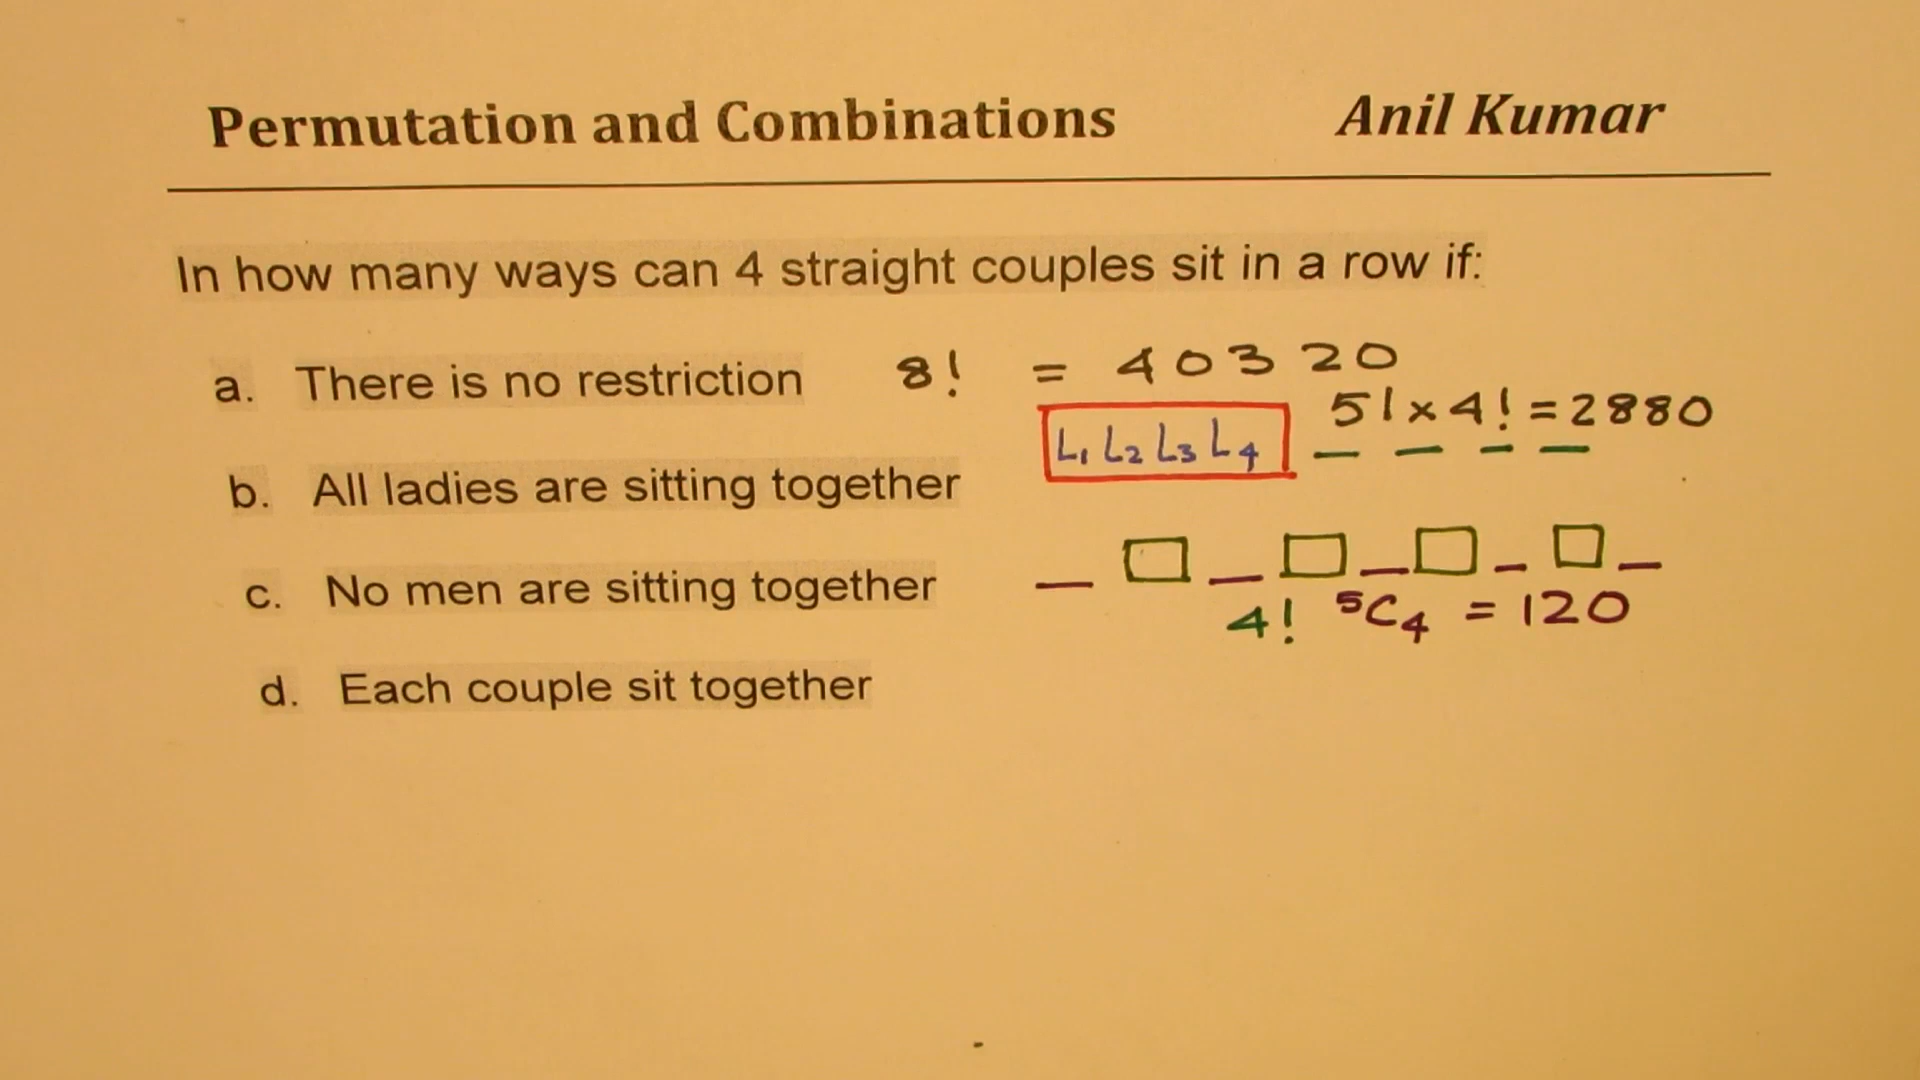 Permutation and Combinations Anil Kumar
In how many ways can 4 straight couples sit in a row if:
a. There is no restriction 8! = 40320
5! × 4! = 2880
L₁ L₂ L₃ L₄
b. All ladies are sitting together
c. No men are sitting together
4! ⁵C₄ = 120
d. Each couple sit together